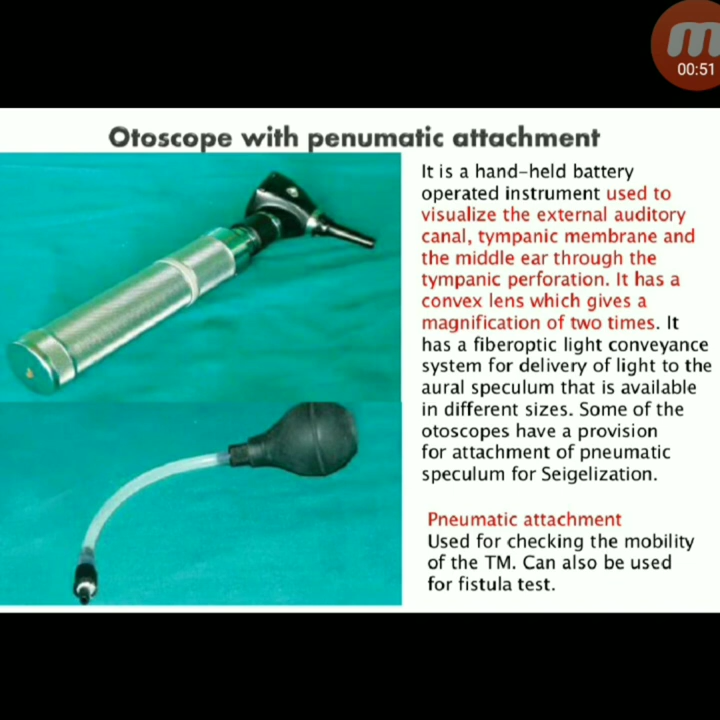 m
00:51
Otoscope with penumatic attachment
It is a hand-held battery
operated instrument used to
visualize the external auditory
canal, tympanic membrane and
the middle ear through the
tympanic perforation. It has a
convex lens which gives a
magnification of two times. It
has a fiberoptic light conveyance
system for delivery of light to the
aural speculum that is available
in different sizes. Some of the
otoscopes have a provision
for attachment of pneumatic
speculum for Seigelization.
Pneumatic attachment
Used for checking the mobility
of the TM. Can also be used
for fistula test.